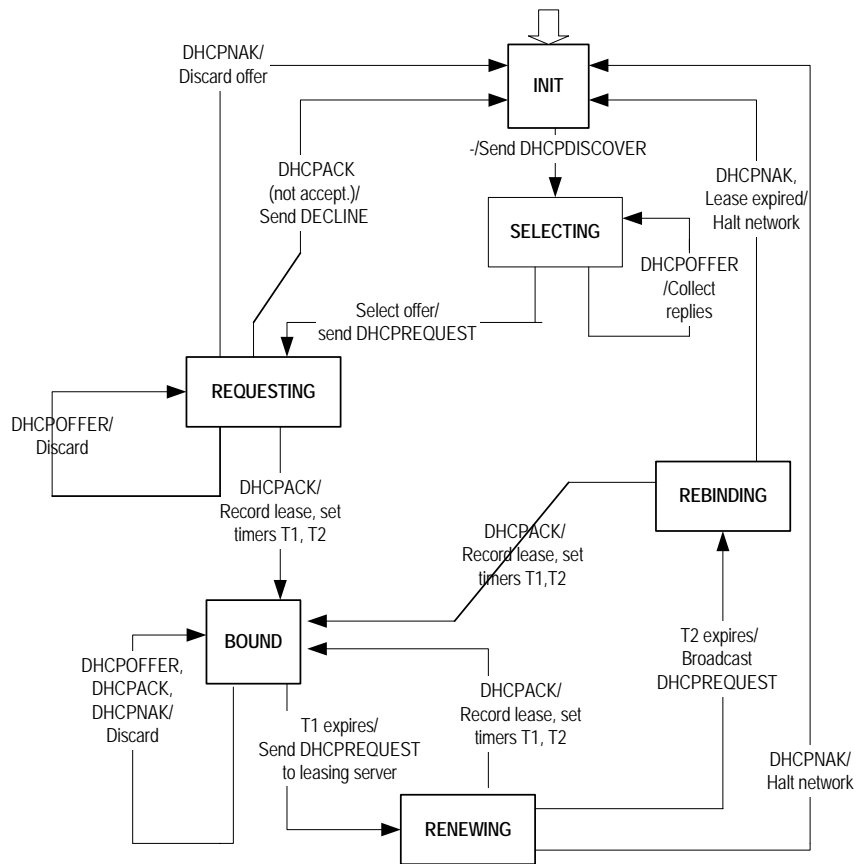 DHCPNAK/
Discard offer
INIT
-/Send DHCPDISCOVER
DHCPACK
(not accept.)/
Send DECLINE
DHCPNAK,
Lease expired/
Halt network
SELECTING
DHCPOFFER
/Collect
replies
Select offer/
send DHCPREQUEST
REQUESTING
DHCPOFFER/
Discard
DHCPACK/
Record lease, set
timers T1, T2
REBINDING
DHCPACK/
Record lease, set
timers T1,T2
BOUND
DHCPOFFER,
DHCPACK,
DHCPNAK/
Discard
T2 expires/
Broadcast
DHCPREQUEST
DHCPACK/
Record lease, set
timers T1, T2
T1 expires/
Send DHCPREQUEST
to leasing server
DHCPNAK/
Halt network
RENEWING